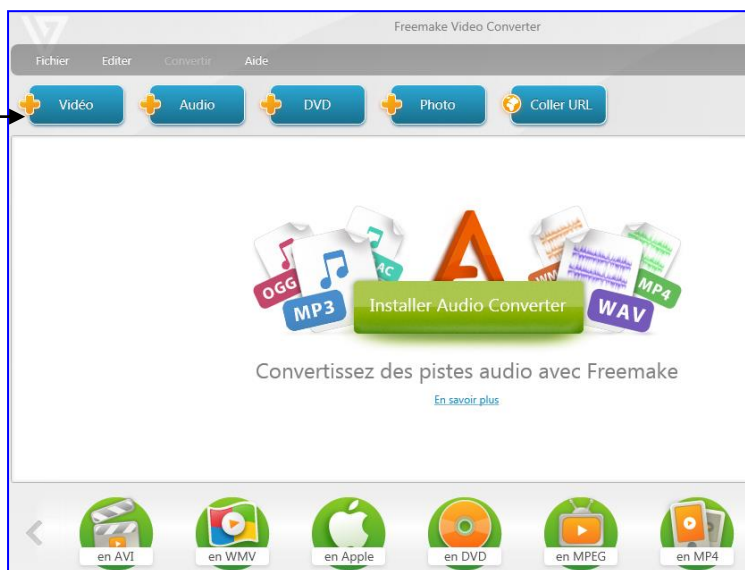 Freemake Video Converter
Fichier Editer Convertir Aide
Vidéo Audio DVD Photo Coller URL
OGG MP3 AC WM WAV MP4
Installer Audio Converter
Convertissez des pistes audio avec Freemake
En savoir plus
en AVI en WMV en Apple en DVD en MPEG en MP4